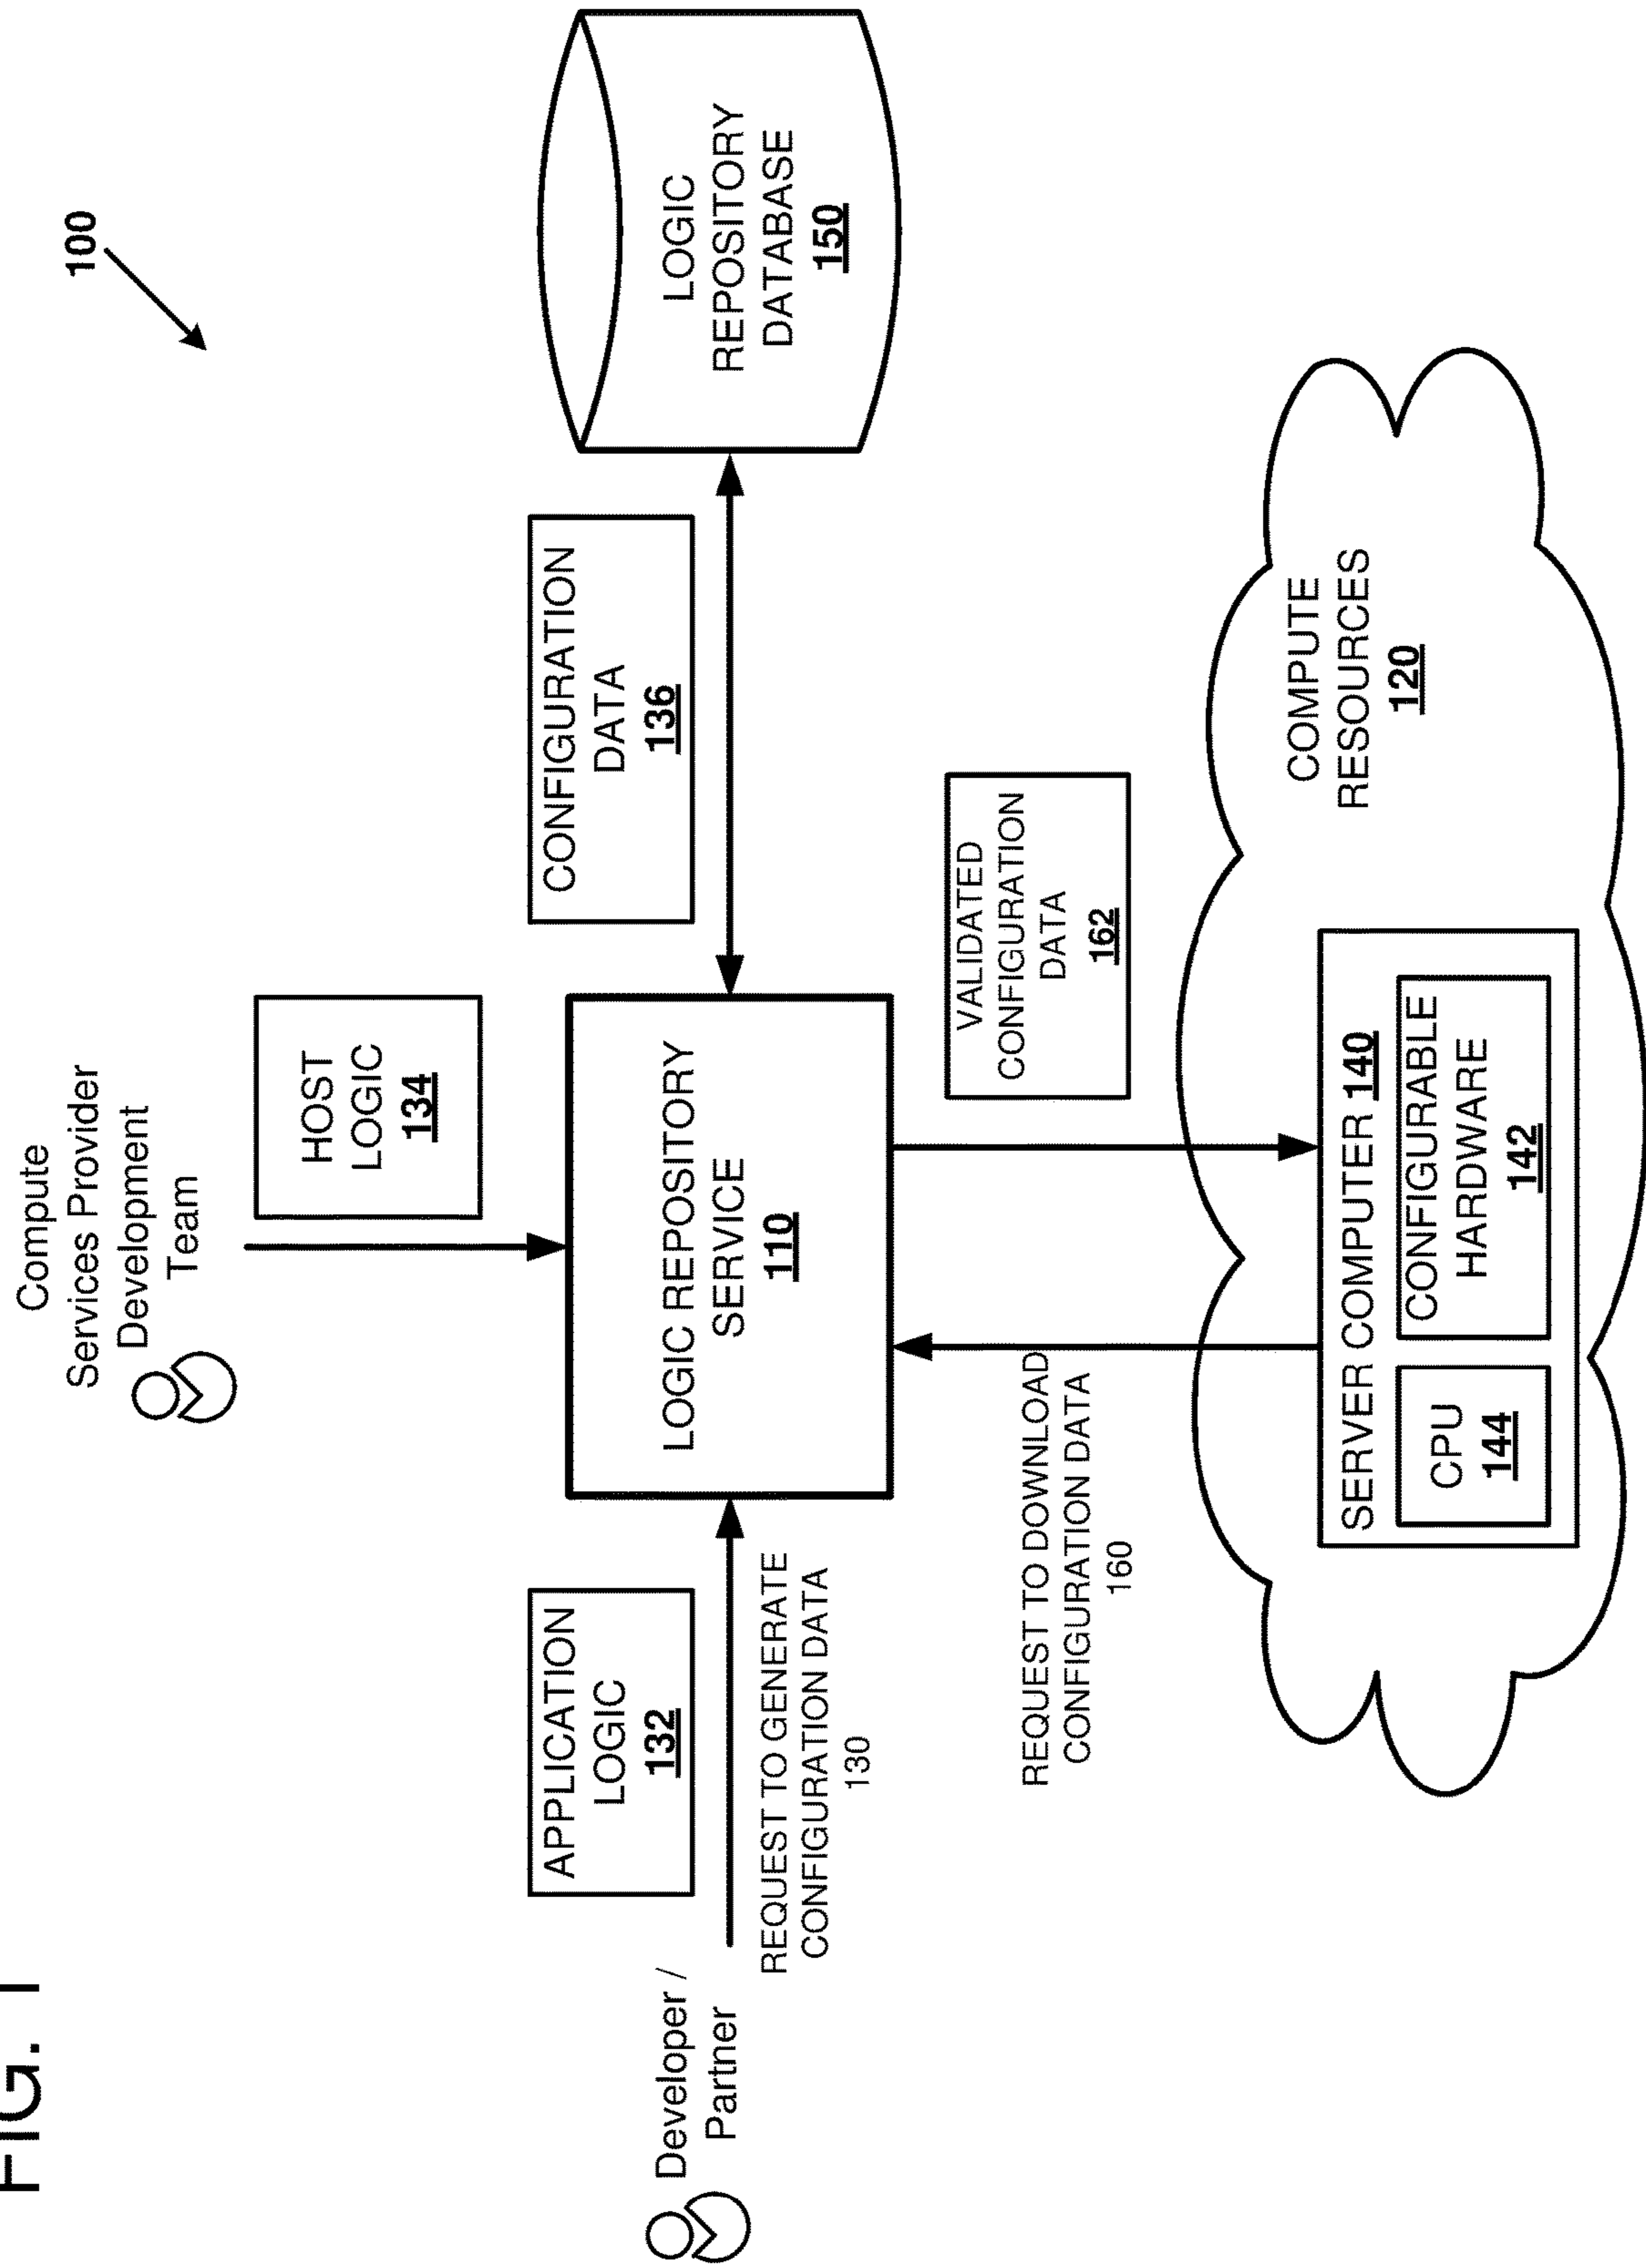 FIG. 1
100
Compute
Services Provider
Development
Team
HOST
LOGIC
134
APPLICATION
LOGIC
132
CONFIGURATION
DATA
136
Developer /
Partner
REQUEST TO GENERATE
CONFIGURATION DATA
130
LOGIC REPOSITORY
SERVICE
110
LOGIC
REPOSITORY
DATABASE
150
REQUEST TO DOWNLOAD
CONFIGURATION DATA
160
VALIDATED
CONFIGURATION
DATA
162
COMPUTE
RESOURCES
120
SERVER COMPUTER 140
CPU
144
CONFIGURABLE
HARDWARE
142